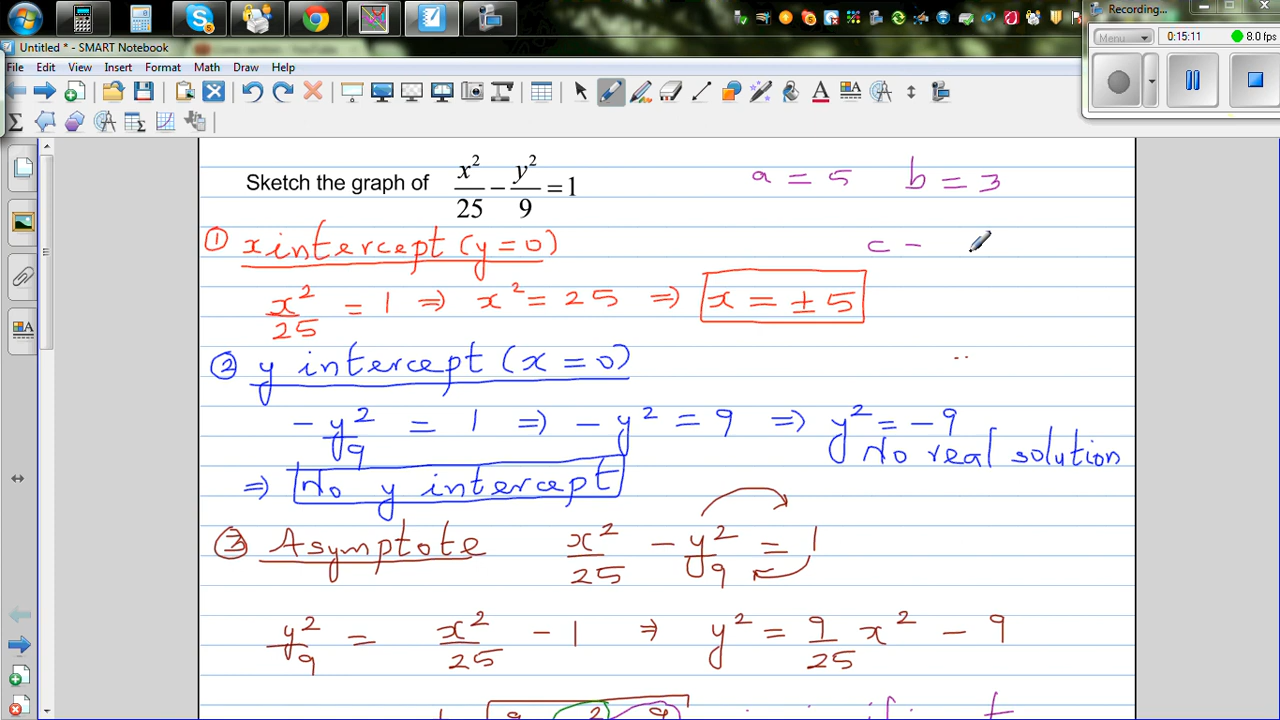 Recording...
Menu
0:15:11
8.0 fps
Untitled * - SMART Notebook
File Edit View Insert Format Math Draw Help
Sketch the graph of x²/25 − y²/9 = 1
a = 5 b = 3
c −
① x intercept (y = 0)
x²/25 = 1 ⇒ x² = 25 ⇒ x = ± 5
② y intercept (x = 0)
− y²/9 = 1 ⇒ − y² = 9 ⇒ y² = − 9
No real solution
⇒ No y intercept
③ Asymptote x²/25 − y²/9 = 1
y²/9 = x²/25 − 1 ⇒ y² = 9/25 x² − 9